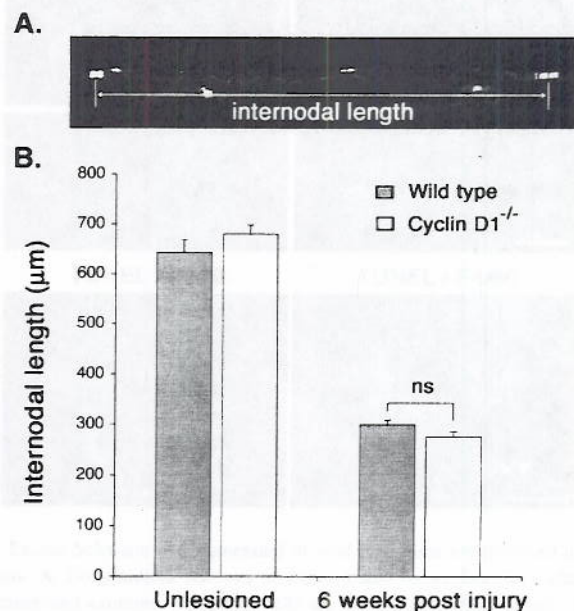 A.
internodal length
B.
800
700
600
500
400
300
200
100
0
Internodal length (µm)
Wild type
Cyclin D1-/-
ns
Unlesioned
6 weeks post injury